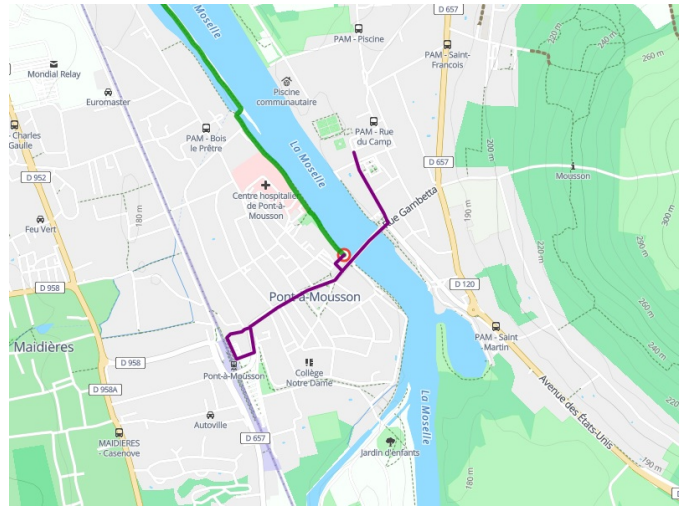 D 657
La Moselle
PAM - Piscine
PAM - Saint-
François
260 m
Mondial Relay
Euromaster
Piscine
communautaire
PAM - Rue
du Camp
PAM - Bois
le Prêtre
- Charles
Gaulle
La Moselle
D 657
200 m
Mousson
D 952
Centre hospitalier
de Pont-à-
Mousson
Rue Gambetta
180 m
190 m
300 m
Feu Vert
220 m
290 m
D 958
D 120
260 m
Pont-à-Mousson
PAM - Saint
Martin
240 m
Maidières
D 958
Pont-à-Mousson
Collège
Notre Dame
D 958A
La Moselle
Avenue des États-Unis
Autoville
MAIDIERES
- Casenove
D 657
Jardin d'enfants
190 m
180 m